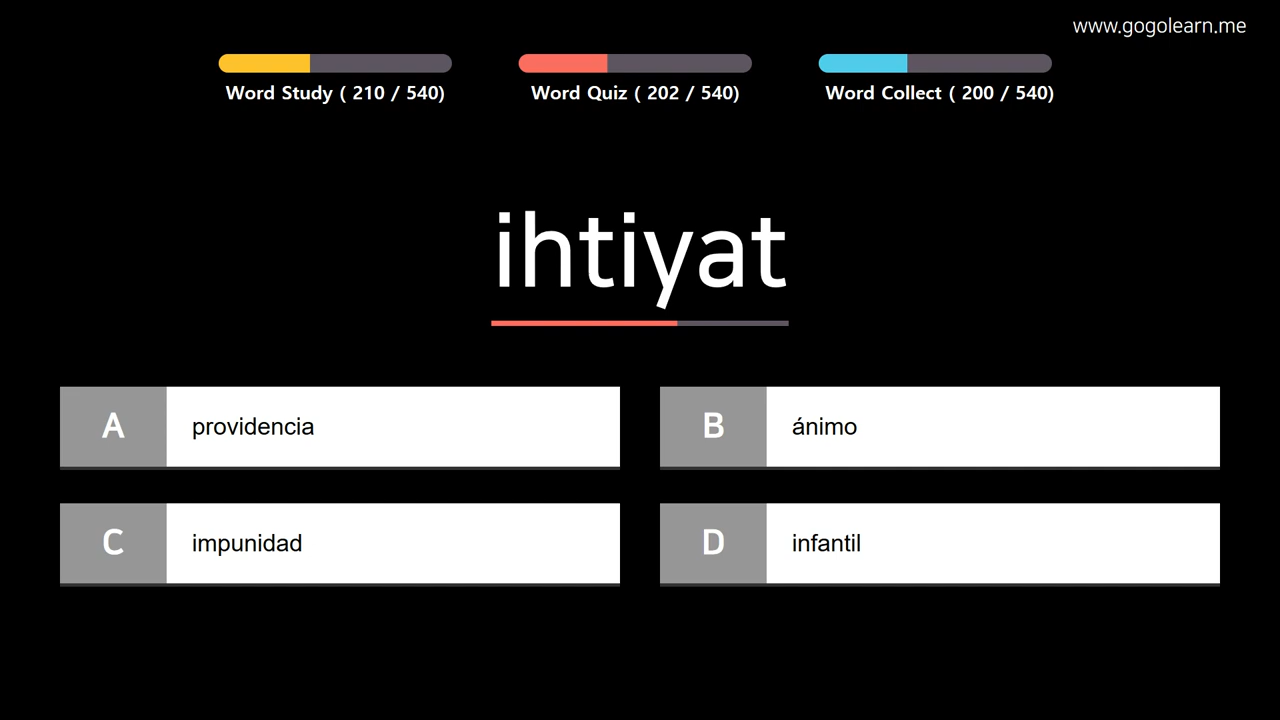 www.gogolearn.me
Word Study ( 210 / 540)
Word Quiz ( 202 / 540)
Word Collect ( 200 / 540)
ihtiyat
A providencia
B ánimo
C impunidad
D infantil